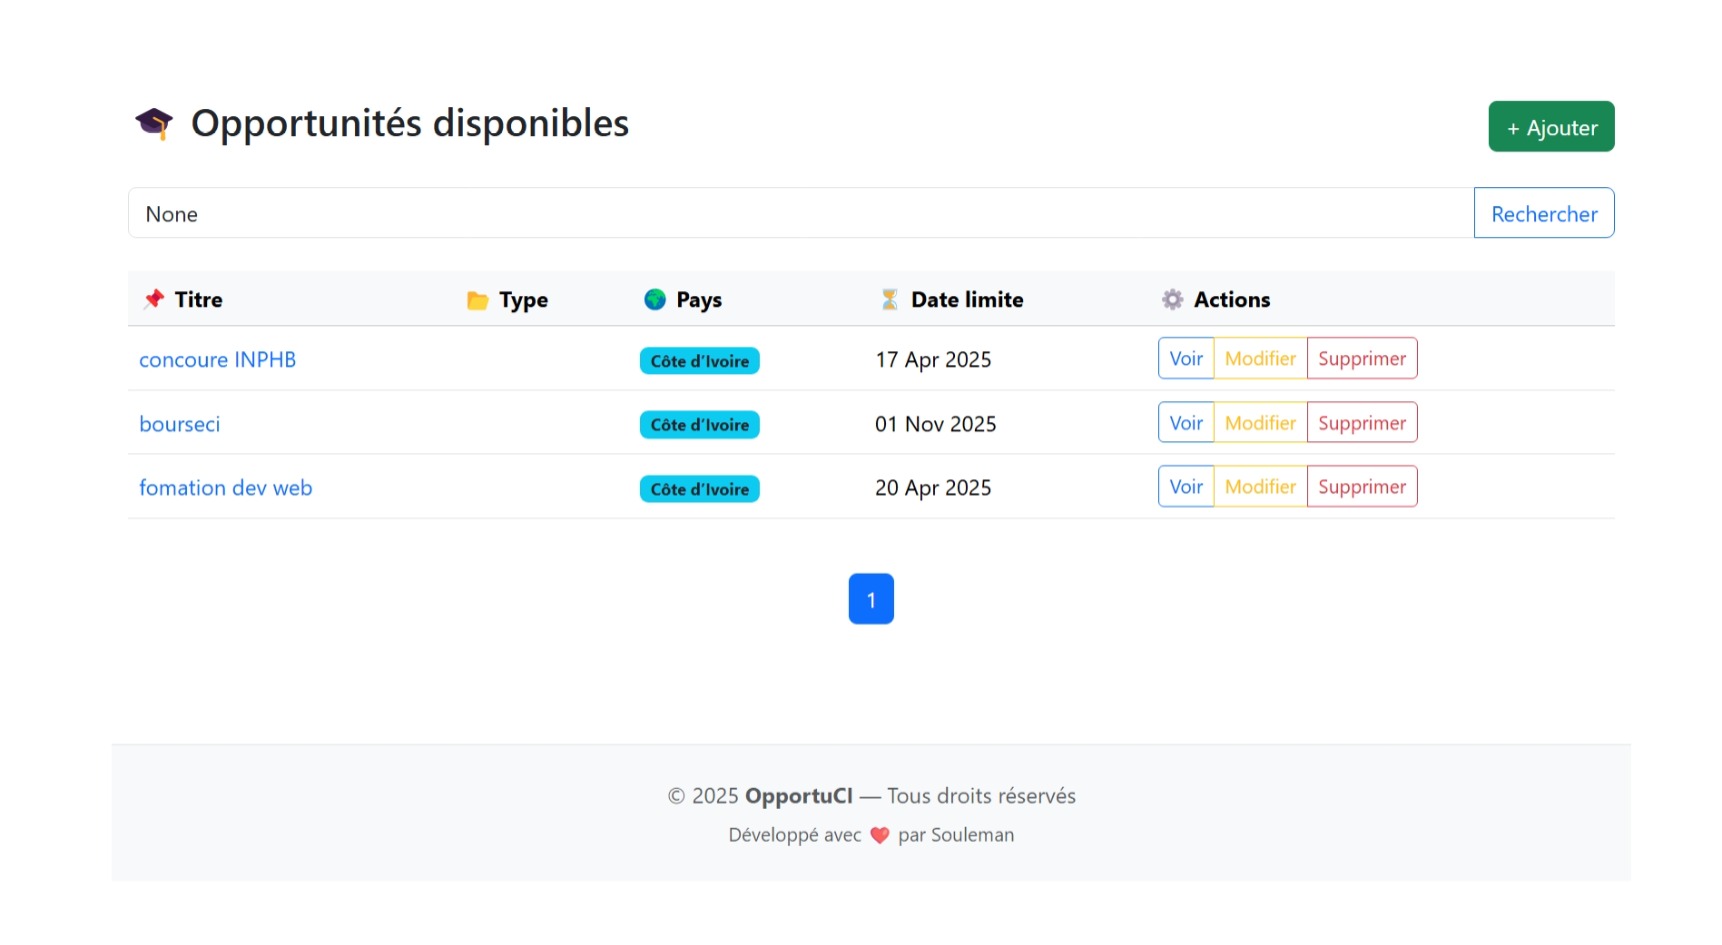 🎓 Opportunités disponibles
+ Ajouter
None
Rechercher
📌 Titre 📁 Type 🌍 Pays ⏳ Date limite ⚙️ Actions
concoure INPHB Côte d'Ivoire 17 Apr 2025 Voir Modifier Supprimer
bourseci Côte d'Ivoire 01 Nov 2025 Voir Modifier Supprimer
fomation dev web Côte d'Ivoire 20 Apr 2025 Voir Modifier Supprimer
1
© 2025 OpportuCI — Tous droits réservés
Développé avec ❤️ par Souleman